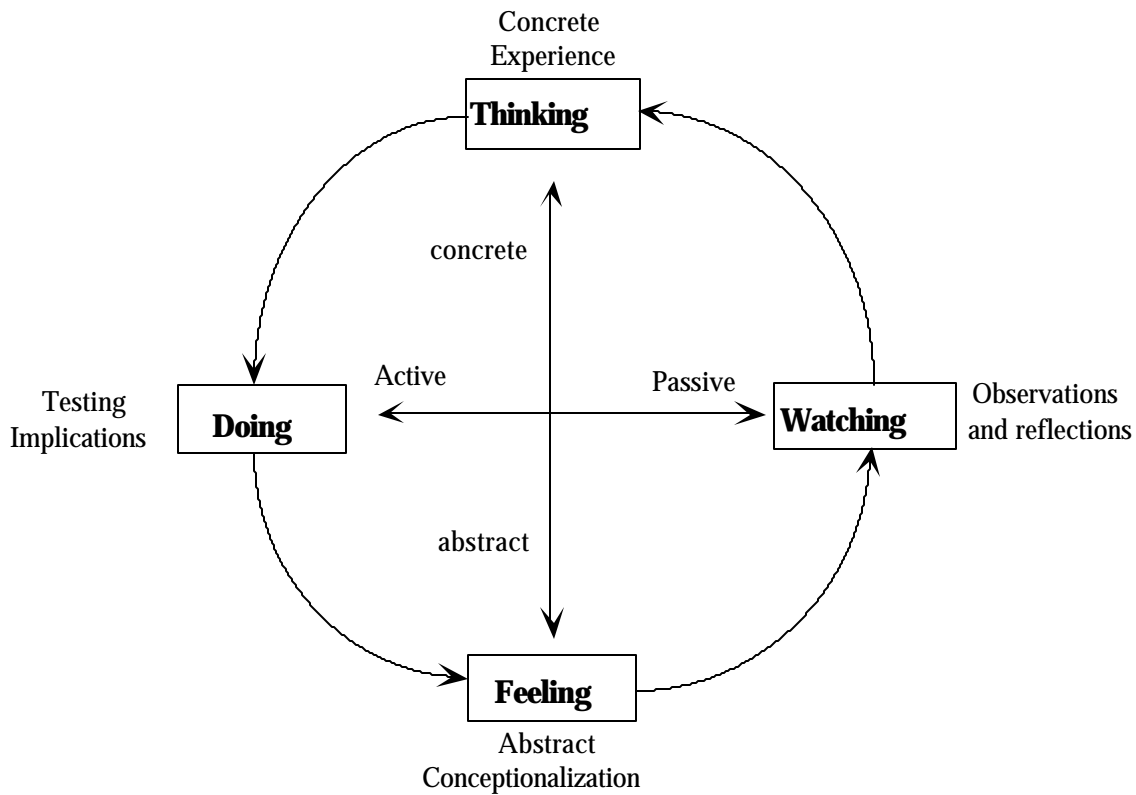 Concrete
Experience
Thinking
concrete
Active
Passive
Testing
Implications
Doing
Watching
Observations
and reflections
abstract
Feeling
Abstract
Conceptionalization